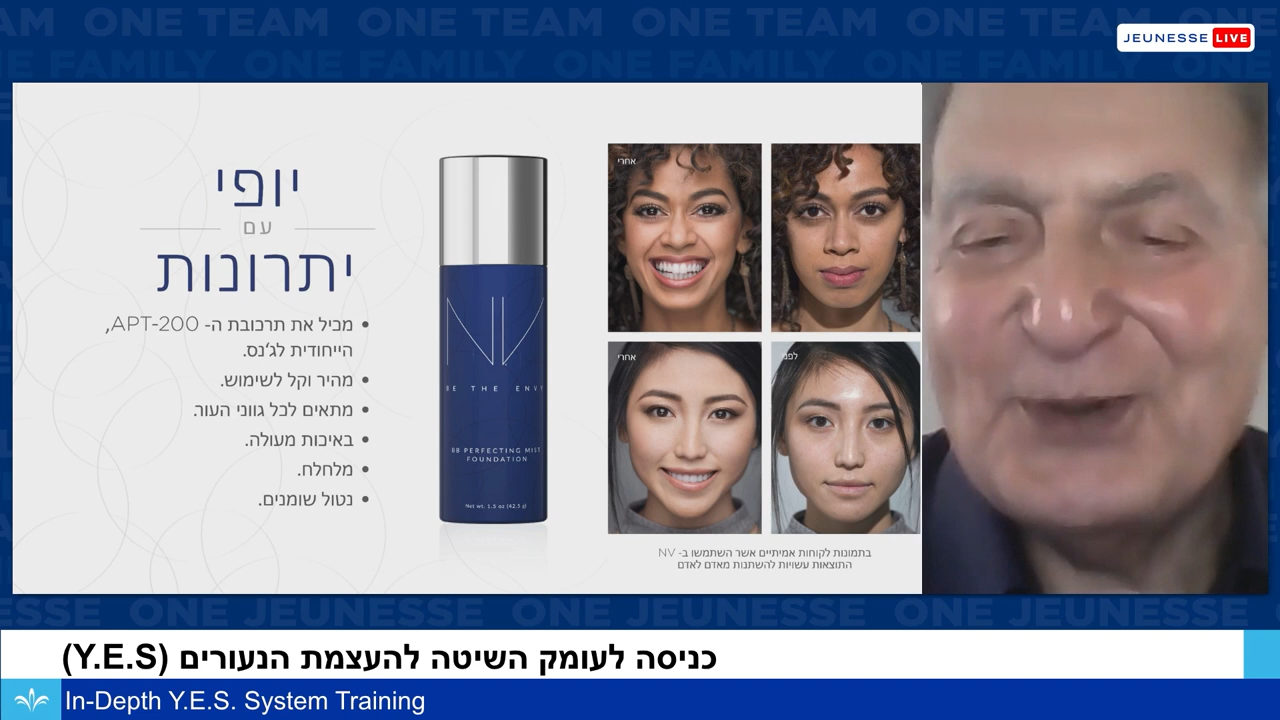 ONE TEAM ONE TEAM ONE TEAM
ONE FAMILY ONE FAMILY ONE FAMILY
JEUNESSE LIVE
יופי
עם
יתרונות
• מכיל את תרכובת ה- APT-200,
הייחודית לג'נס.
• מהיר וקל לשימוש.
• מתאים לכל גווני העור.
• באיכות מעולה.
• מלחלח.
• נטול שומנים.
NV
BE THE ENVY
BB PERFECTING MIST
FOUNDATION
Net wt. 1.5 oz (42.5 g)
אחרי
אחרי
לפני
בתמונות לקוחות אמיתיים אשר השתמשו ב- NV
התוצאות עשויות להשתנות מאדם לאדם
ONE JEUNESSE ONE JEUNESSE
כניסה לעומק השיטה להעצמת הנעורים (Y.E.S)
In-Depth Y.E.S. System Training